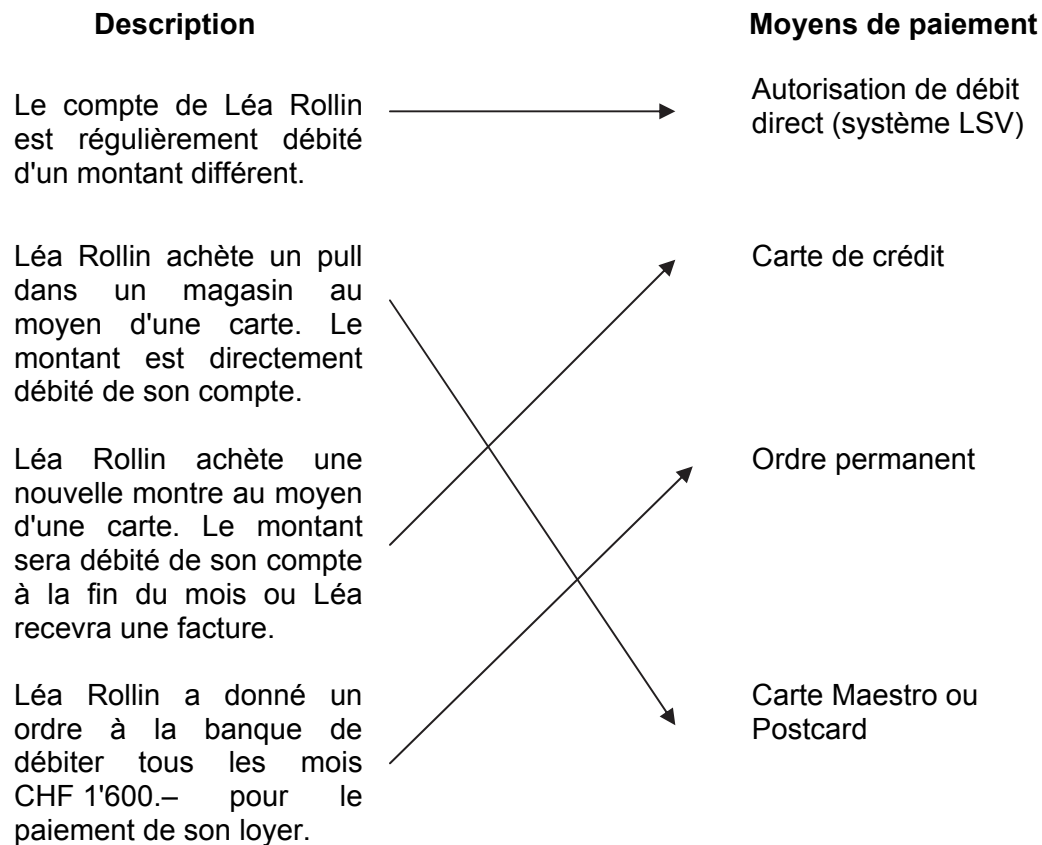 Description
Moyens de paiement
Le compte de Léa Rollin
est régulièrement débité
d'un montant différent.
Autorisation de débit
direct (système LSV)
Léa Rollin achète un pull
dans un magasin au
moyen d'une carte. Le
montant est directement
débité de son compte.
Carte de crédit
Léa Rollin achète une
nouvelle montre au moyen
d'une carte. Le montant
sera débité de son compte
à la fin du mois ou Léa
recevra une facture.
Ordre permanent
Léa Rollin a donné un
ordre à la banque de
débiter tous les mois
CHF 1'600.– pour le
paiement de son loyer.
Carte Maestro ou
Postcard